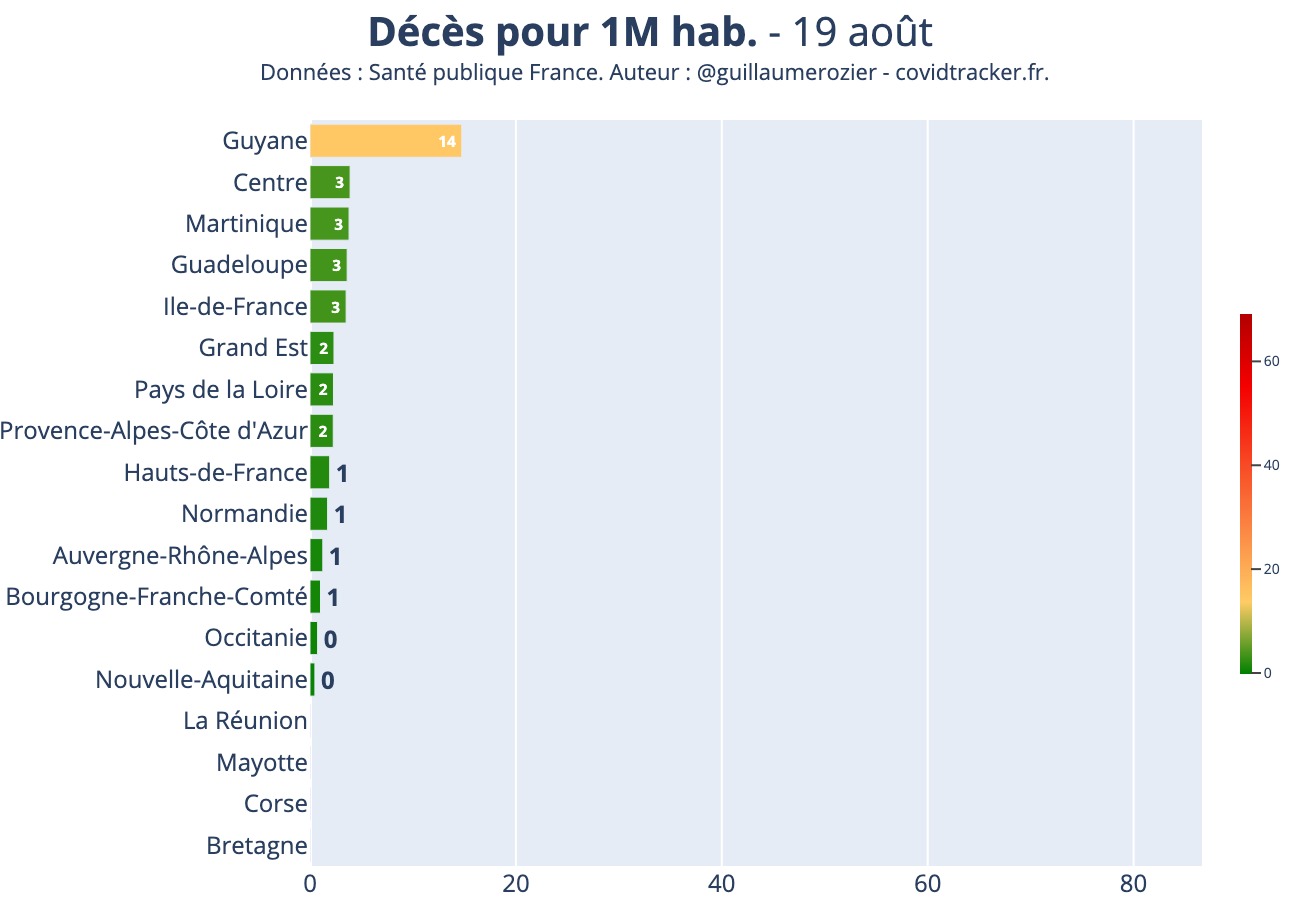 Décès pour 1M hab. - 19 août
Données : Santé publique France. Auteur : @guillaumerozier - covidtracker.fr.
Guyane 14
Centre 3
Martinique 3
Guadeloupe 3
Ile-de-France 3
Grand Est 2
Pays de la Loire 2
Provence-Alpes-Côte d'Azur 2
Hauts-de-France 1
Normandie 1
Auvergne-Rhône-Alpes 1
Bourgogne-Franche-Comté 1
Occitanie 0
Nouvelle-Aquitaine 0
La Réunion
Mayotte
Corse
Bretagne
0 20 40 60 80
60
40
20
0